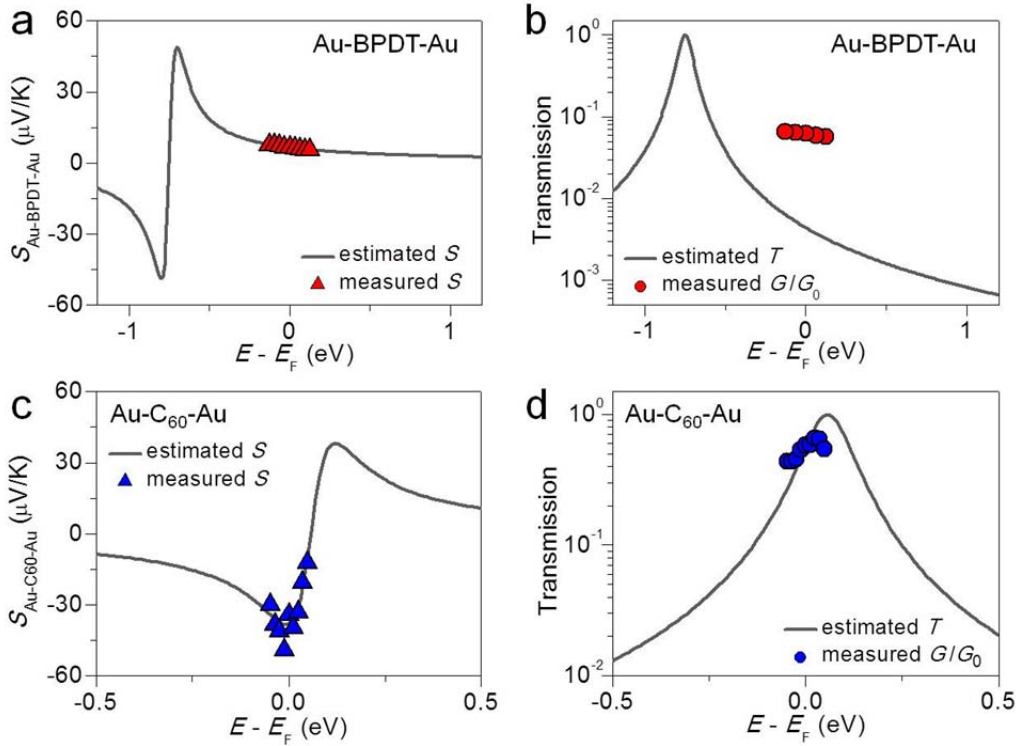 a
Au-BPDT-Au
S Au-BPDT-Au (μV/K)
60
30
0
-30
-60
estimated S
measured S
-1
0
1
E - E_F (eV)
b
Au-BPDT-Au
Transmission
10^0
10^-1
10^-2
10^-3
estimated T
measured G/G_0
-1
0
1
E - E_F (eV)
c
Au-C_60-Au
S Au-C60-Au (μV/K)
60
30
0
-30
-60
estimated S
measured S
-0.5
0.0
0.5
E - E_F (eV)
d
Au-C_60-Au
Transmission
10^0
10^-1
10^-2
estimated T
measured G/G_0
-0.5
0.0
0.5
E - E_F (eV)